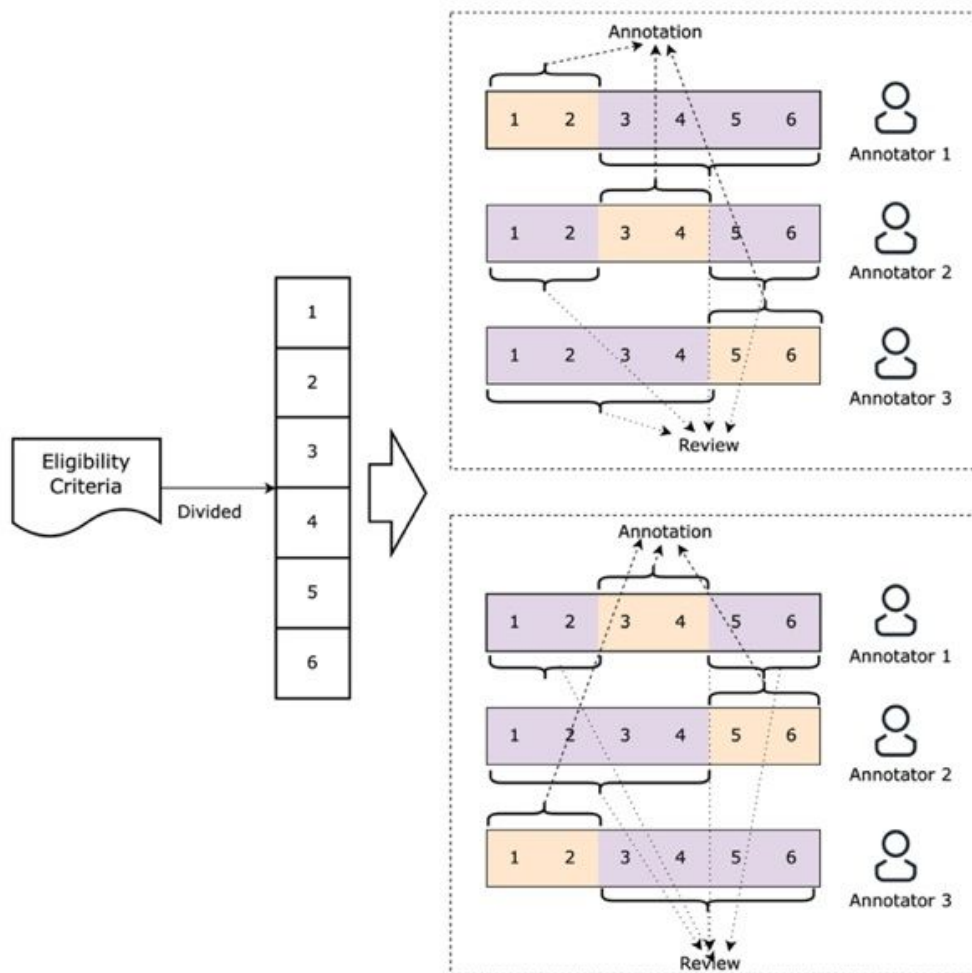 Eligibility
Criteria
Divided
1
2
3
4
5
6
Annotation
1 2 3 4 5 6
Annotator 1
1 2 3 4 5 6
Annotator 2
1 2 3 4 5 6
Annotator 3
Review
Annotation
1 2 3 4 5 6
Annotator 1
1 2 3 4 5 6
Annotator 2
1 2 3 4 5 6
Annotator 3
Review